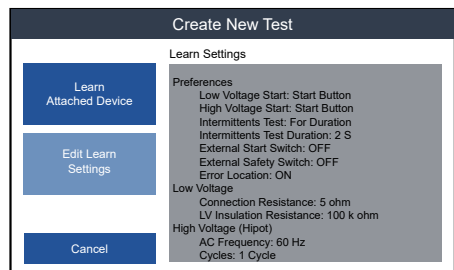 Create New Test
Learn
Attached Device
Edit Learn
Settings
Cancel
Learn Settings
Preferences
Low Voltage Start: Start Button
High Voltage Start: Start Button
Intermittents Test: For Duration
Intermittents Test Duration: 2 S
External Start Switch: OFF
External Safety Switch: OFF
Error Location: ON
Low Voltage
Connection Resistance: 5 ohm
LV Insulation Resistance: 100 k ohm
High Voltage (Hipot)
AC Frequency: 60 Hz
Cycles: 1 Cycle